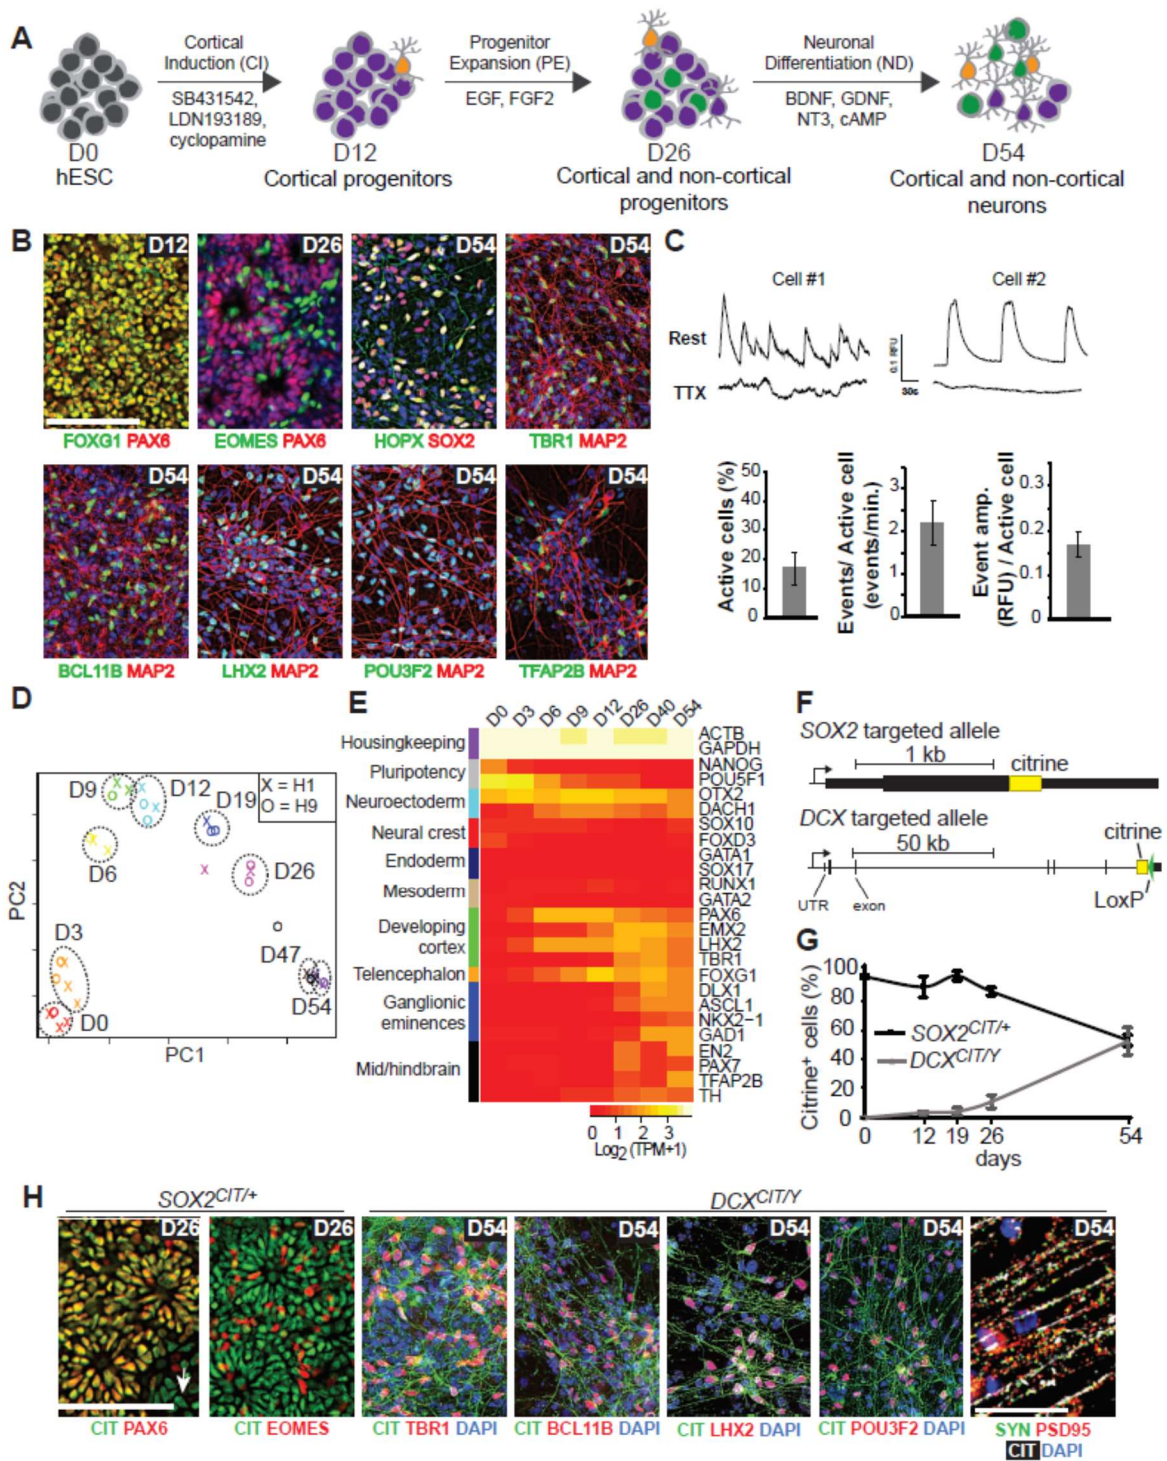 A
Cortical
Induction (CI)
SB431542,
LDN193189,
cyclopamine
Progenitor
Expansion (PE)
EGF, FGF2
Neuronal
Differentiation (ND)
BDNF, GDNF,
NT3, cAMP
D0
hESC
D12
Cortical progenitors
D26
Cortical and non-cortical
progenitors
D54
Cortical and non-cortical
neurons
B
D12
FOXG1 PAX6
D26
EOMES PAX6
D54
HOPX SOX2
D54
TBR1 MAP2
D54
BCL11B MAP2
D54
LHX2 MAP2
D54
POU3F2 MAP2
D54
TFAP2B MAP2
C
Cell #1
Cell #2
Rest
TTX
0.1 RFU
30s
Active cells (%)
50
40
30
20
10
0
Events/ Active cell
(events/min.)
3
2
1
0
Event amp.
(RFU) / Active cell
0.3
0.2
0.1
0
D
X = H1
O = H9
D9
D12
D19
D6
D26
D3
D47
D54
D0
PC2
PC1
E
D0 D3 D6 D9 D12 D26 D40 D54
Housingkeeping
Pluripotency
Neuroectoderm
Neural crest
Endoderm
Mesoderm
Developing
cortex
Telencephalon
Ganglionic
eminences
Mid/hindbrain
ACTB
GAPDH
NANOG
POU5F1
OTX2
DACH1
SOX10
FOXD3
GATA1
SOX17
RUNX1
GATA2
PAX6
EMX2
LHX2
TBR1
FOXG1
DLX1
ASCL1
NKX2-1
GAD1
EN2
PAX7
TFAP2B
TH
0 1 2 3
Log2 (TPM+1)
F
SOX2 targeted allele
1 kb
citrine
DCX targeted allele
50 kb
citrine
UTR
exon
LoxP
G
Citrine+ cells (%)
100
80
60
40
20
0
SOX2CIT/+
DCXCIT/Y
0 12 19 26 54
days
H
SOX2CIT/+
DCXCIT/Y
D26
CIT PAX6
D26
CIT EOMES
D54
CIT TBR1 DAPI
D54
CIT BCL11B DAPI
D54
CIT LHX2 DAPI
D54
CIT POU3F2 DAPI
D54
SYN PSD95
CIT DAPI